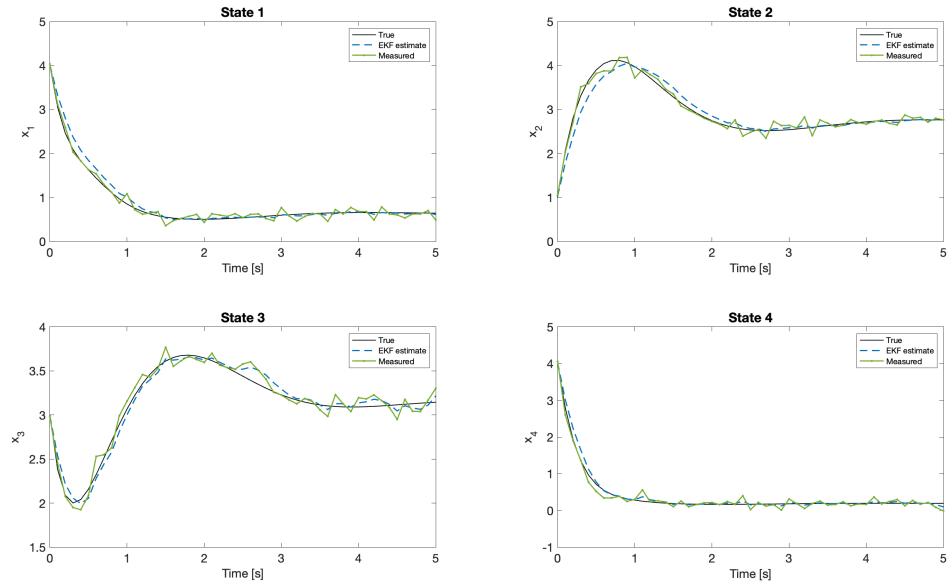 State 1
True
EKF estimate
Measured
x1
5
4
3
2
1
0
0 1 2 3 4 5
Time [s]
State 2
True
EKF estimate
Measured
x2
5
4
3
2
1
0
0 1 2 3 4 5
Time [s]
State 3
True
EKF estimate
Measured
x3
4
3.5
3
2.5
2
1.5
0 1 2 3 4 5
Time [s]
State 4
True
EKF estimate
Measured
x4
5
4
3
2
1
0
-1
0 1 2 3 4 5
Time [s]